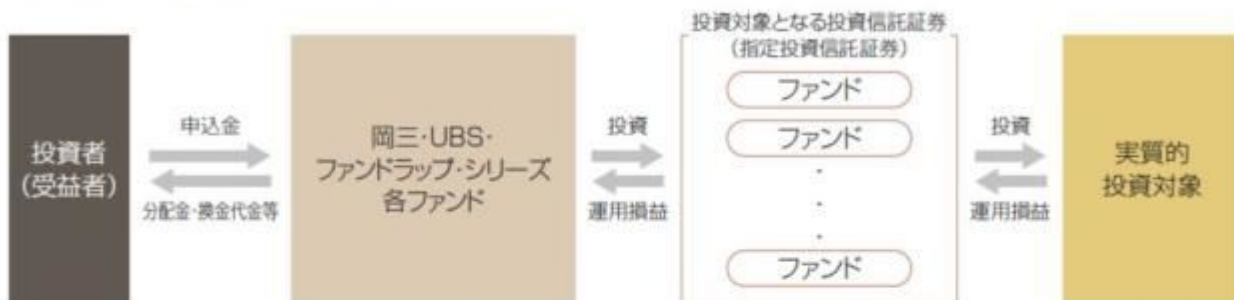 投資対象となる投資信託証券
（指定投資信託証券）
投資者
（受益者）
申込金
分配金・換金代金等
岡三・UBS・
ファンドラップ・シリーズ
各ファンド
投資
運用損益
ファンド
ファンド
・
・
・
ファンド
投資
運用損益
実質的
投資対象